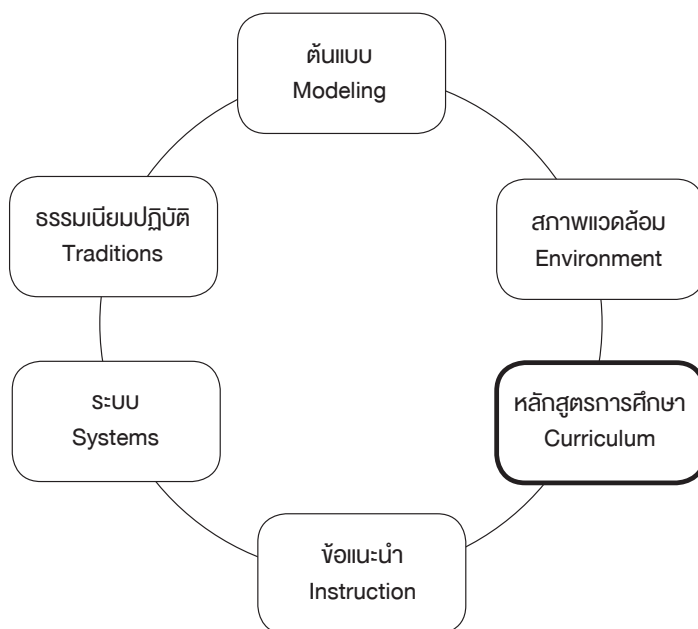 ต้นแบบ
Modeling
ธรรมเนียมปฏิบัติ
Traditions
สภาพแวดล้อม
Environment
ระบบ
Systems
หลักสูตรการศึกษา
Curriculum
ข้อแนะนำ
Instruction